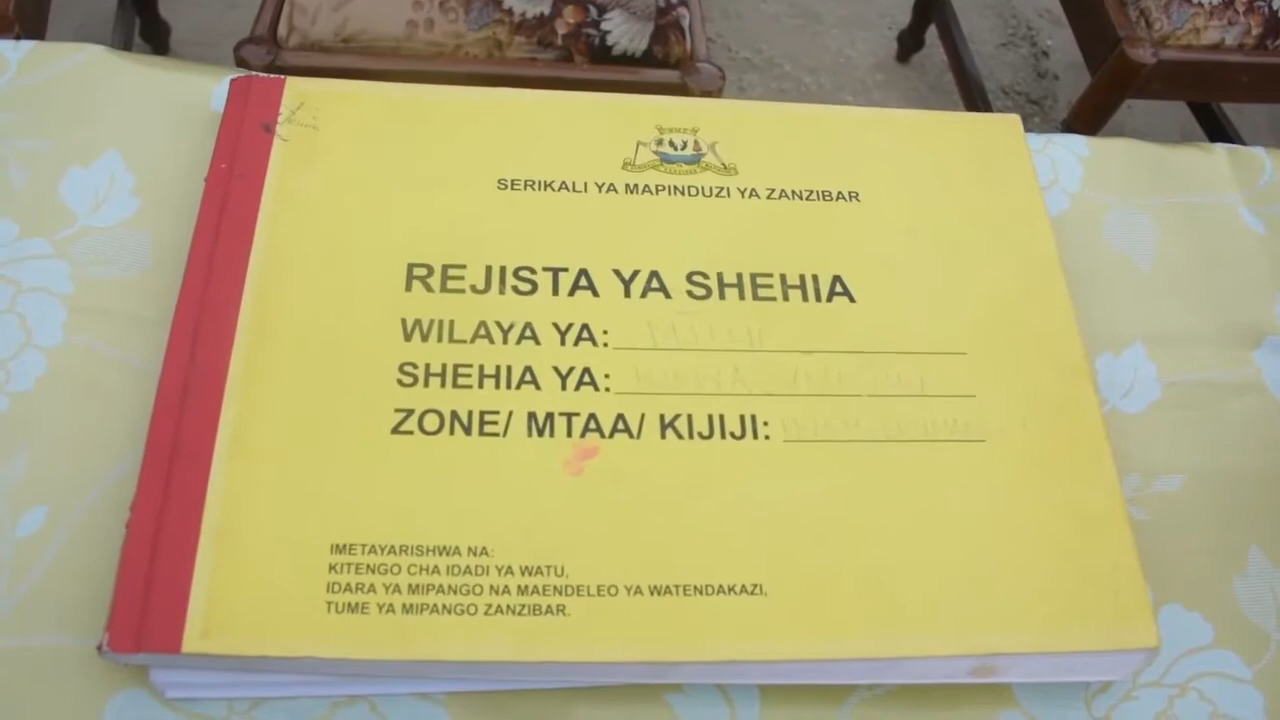 SERIKALI YA MAPINDUZI YA ZANZIBAR
REJISTA YA SHEHIA
WILAYA YA:
SHEHIA YA:
ZONE/ MTAA/ KIJIJI:
IMETAYARISHWA NA:
KITENGO CHA IDADI YA WATU,
IDARA YA MIPANGO NA MAENDELEO YA WATENDAKAZI,
TUME YA MIPANGO ZANZIBAR.